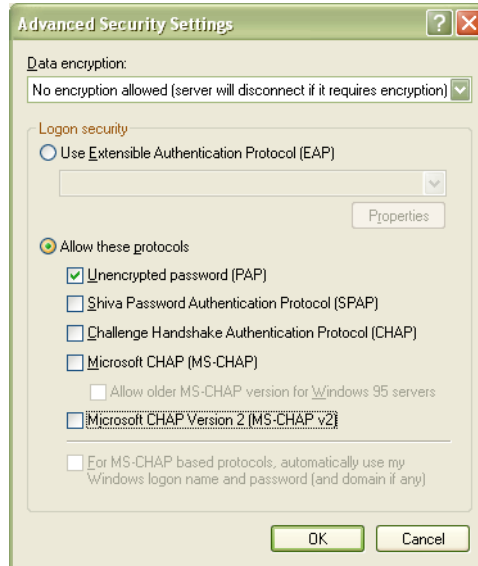 Advanced Security Settings
Data encryption:
No encryption allowed (server will disconnect if it requires encryption)
Logon security
Use Extensible Authentication Protocol (EAP)
Properties
Allow these protocols
Unencrypted password (PAP)
Shiva Password Authentication Protocol (SPAP)
Challenge Handshake Authentication Protocol (CHAP)
Microsoft CHAP (MS-CHAP)
Allow older MS-CHAP version for Windows 95 servers
Microsoft CHAP Version 2 (MS-CHAP v2)
For MS-CHAP based protocols, automatically use my
Windows logon name and password (and domain if any)
OK Cancel